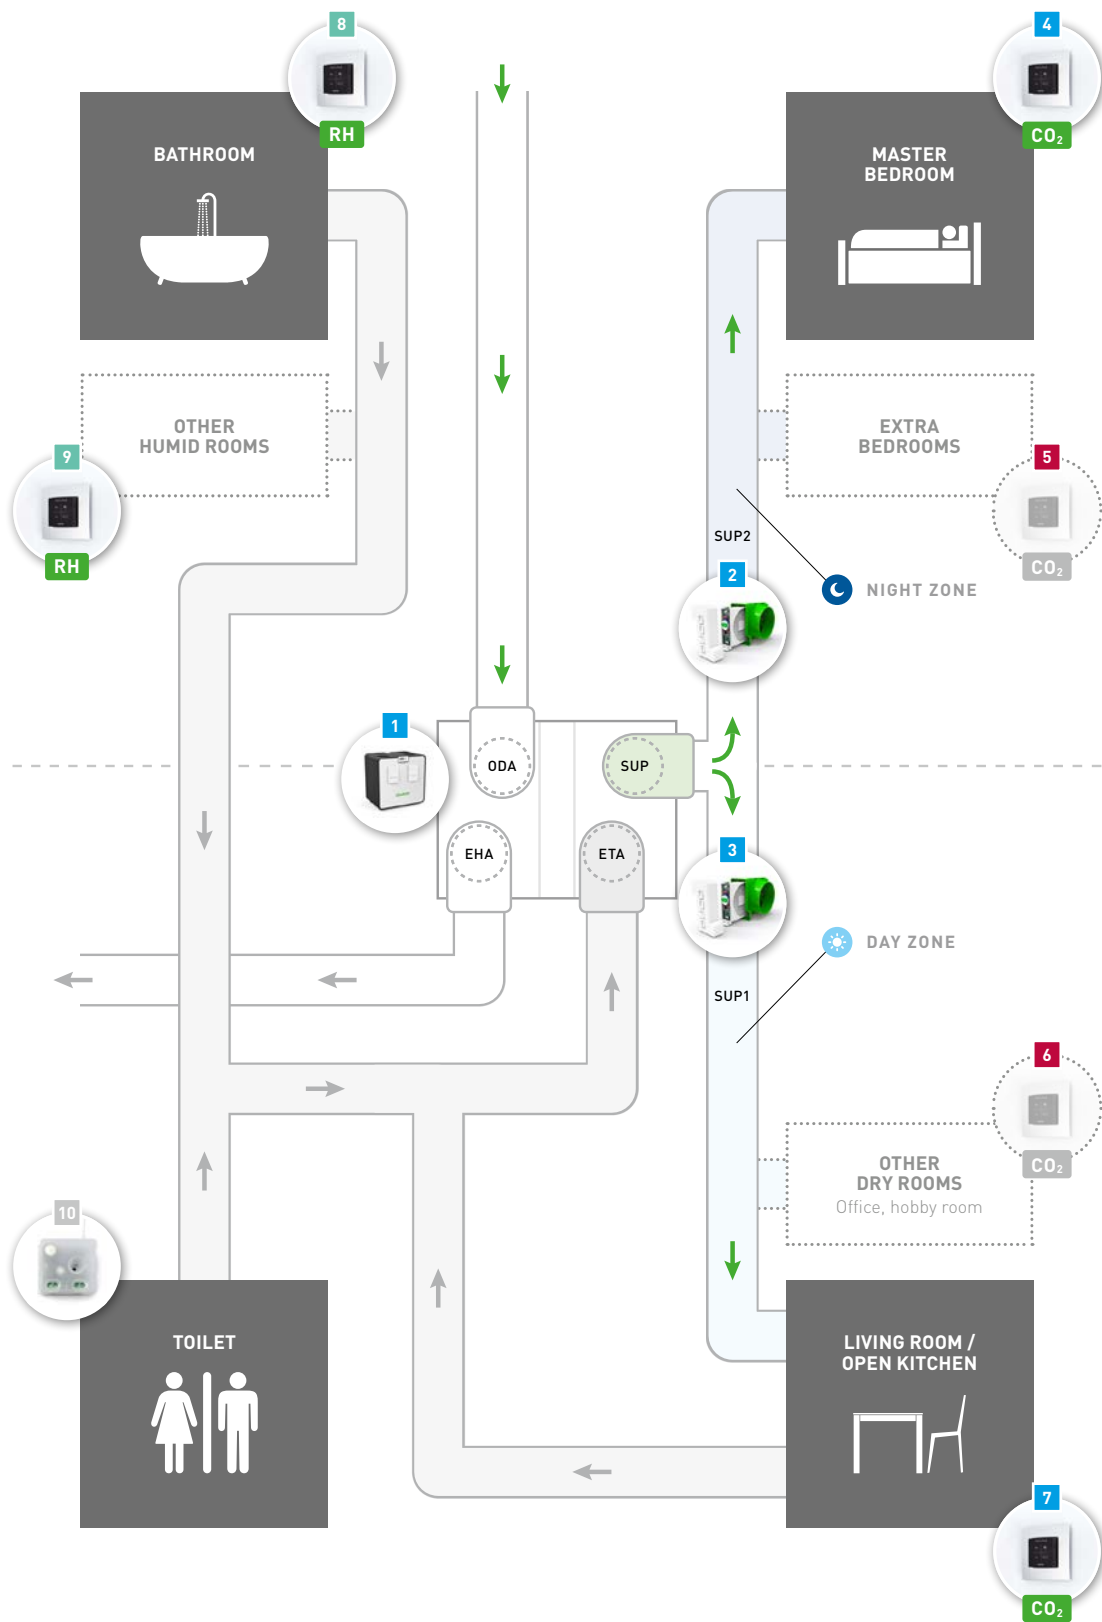 8
RH
BATHROOM
4
CO₂
MASTER
BEDROOM
OTHER
HUMID ROOMS
9
RH
EXTRA
BEDROOMS
5
CO₂
SUP2
2
NIGHT ZONE
1
ODA
SUP
EHA
ETA
3
DAY ZONE
SUP1
6
CO₂
OTHER
DRY ROOMS
Office, hobby room
10
TOILET
LIVING ROOM /
OPEN KITCHEN
7
CO₂